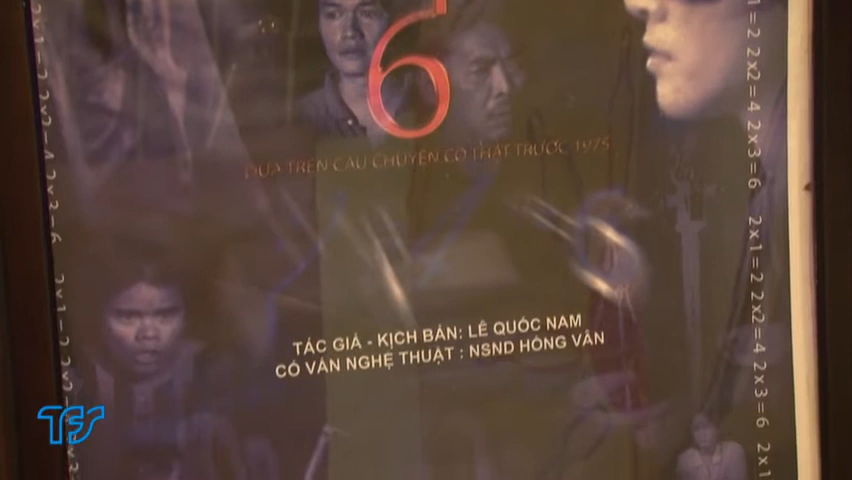 6
DỰA TRÊN CÂU CHUYỆN CÓ THẬT TRƯỚC 1975
TÁC GIẢ - KỊCH BẢN: LÊ QUỐC NAM
CỐ VẤN NGHỆ THUẬT : NSND HỒNG VÂN
=2 2x2=4 2x3=6 2x1=2 2x2=4 2x3=6 2x1
TFS